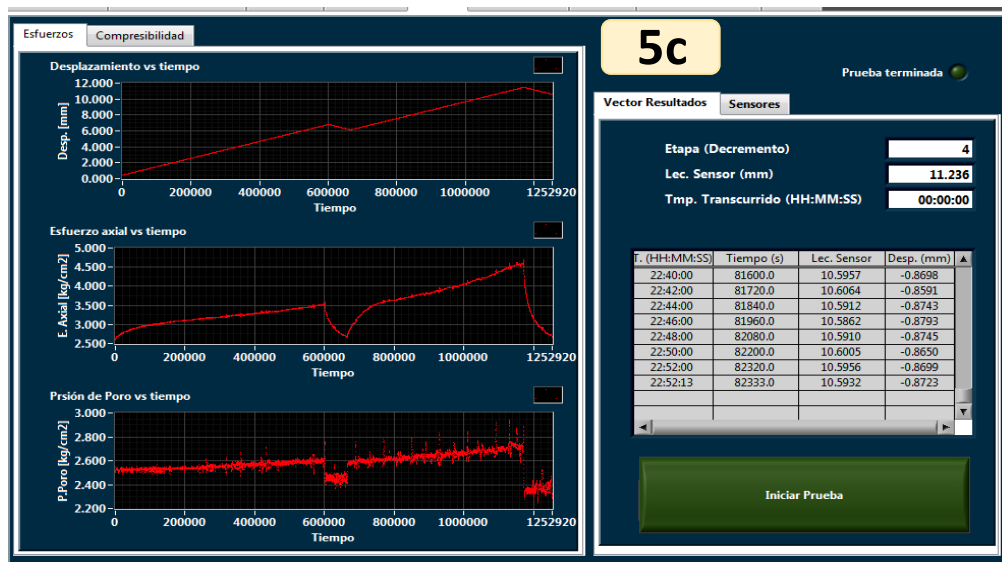 Esfuerzos
Compresibilidad
Desplazamiento vs tiempo
12.000
10.000
8.000
6.000
4.000
2.000
0.000
Desp. [mm]
0 200000 400000 600000 800000 1000000 1252920
Tiempo
Esfuerzo axial vs tiempo
5.000
4.500
4.000
3.500
3.000
2.500
E. Axial [kg/cm2]
0 200000 400000 600000 800000 1000000 1252920
Tiempo
Prsión de Poro vs tiempo
3.000
2.800
2.600
2.400
2.200
P.Poro [kg/cm2]
0 200000 400000 600000 800000 1000000 1252920
Tiempo
5c
Prueba terminada
Vector Resultados
Sensores
Etapa (Decremento) 4
Lec. Sensor (mm) 11.236
Tmp. Transcurrido (HH:MM:SS) 00:00:00
T. (HH:MM:SS) Tiempo (s) Lec. Sensor Desp. (mm)
22:40:00 81600.0 10.5957 -0.8698
22:42:00 81720.0 10.6064 -0.8591
22:44:00 81840.0 10.5912 -0.8743
22:46:00 81960.0 10.5862 -0.8793
22:48:00 82080.0 10.5910 -0.8745
22:50:00 82200.0 10.6005 -0.8650
22:52:00 82320.0 10.5956 -0.8699
22:52:13 82333.0 10.5932 -0.8723
Iniciar Prueba